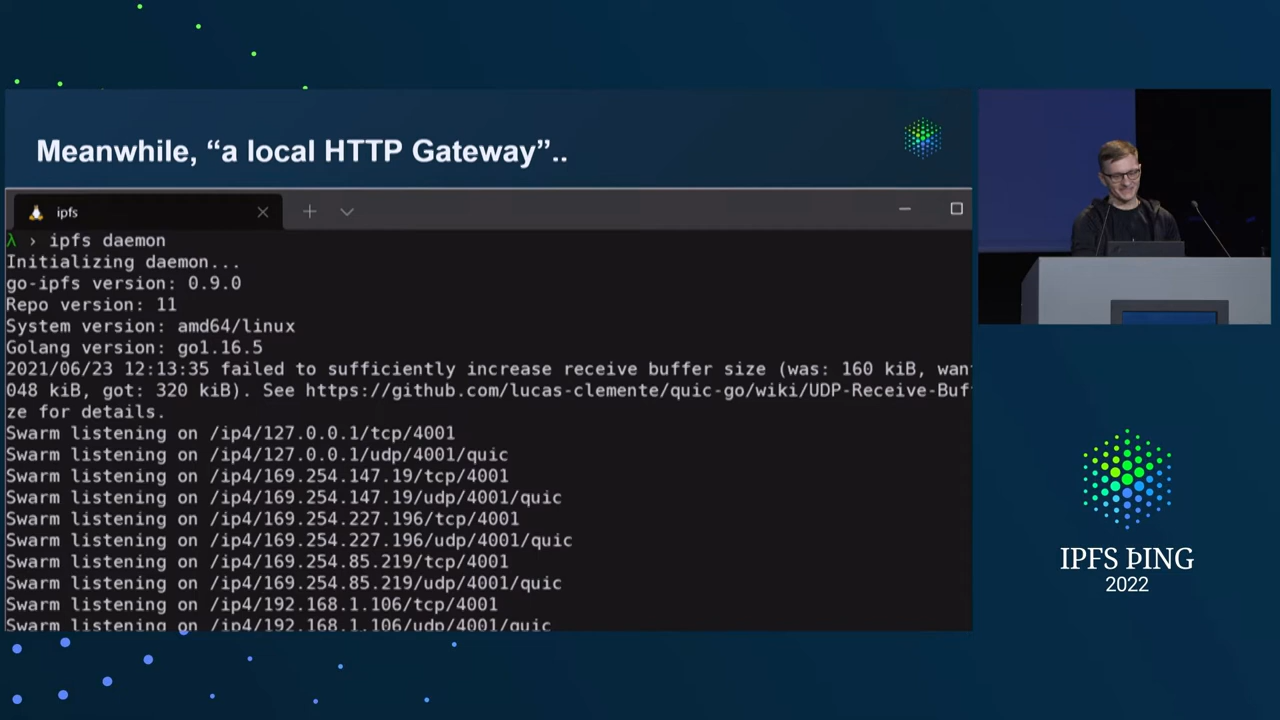 Meanwhile, “a local HTTP Gateway”..
ipfs
λ › ipfs daemon
Initializing daemon...
go-ipfs version: 0.9.0
Repo version: 11
System version: amd64/linux
Golang version: go1.16.5
2021/06/23 12:13:35 failed to sufficiently increase receive buffer size (was: 160 kiB, wan
048 kiB, got: 320 kiB). See https://github.com/lucas-clemente/quic-go/wiki/UDP-Receive-Buf
ze for details.
Swarm listening on /ip4/127.0.0.1/tcp/4001
Swarm listening on /ip4/127.0.0.1/udp/4001/quic
Swarm listening on /ip4/169.254.147.19/tcp/4001
Swarm listening on /ip4/169.254.147.19/udp/4001/quic
Swarm listening on /ip4/169.254.227.196/tcp/4001
Swarm listening on /ip4/169.254.227.196/udp/4001/quic
Swarm listening on /ip4/169.254.85.219/tcp/4001
Swarm listening on /ip4/169.254.85.219/udp/4001/quic
Swarm listening on /ip4/192.168.1.106/tcp/4001
Swarm listening on /ip4/192.168.1.106/udp/4001/quic
IPFS ÞING
2022